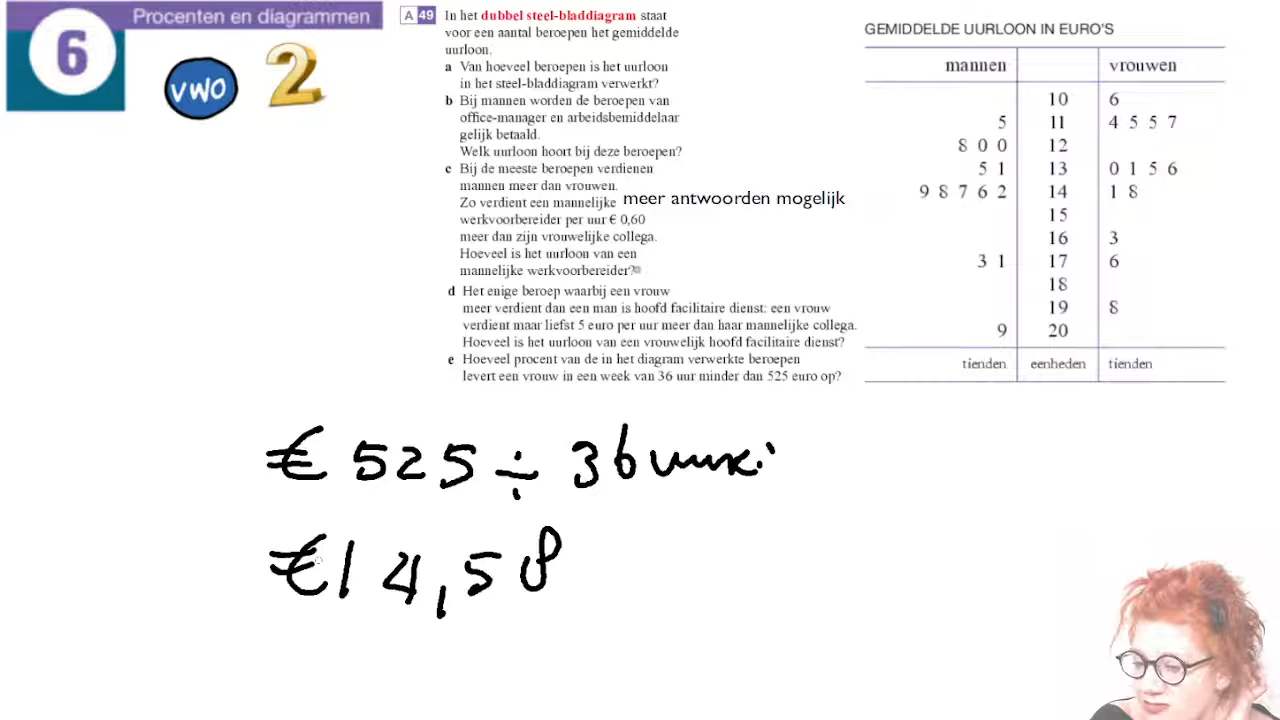 Procenten en diagrammen
6
vwo
2
A 49
In het dubbel steel-bladdiagram staat
voor een aantal beroepen het gemiddelde
uurloon.
a Van hoeveel beroepen is het uurloon
in het steel-bladdiagram verwerkt?
b Bij mannen worden de beroepen van
office-manager en arbeidsbemiddelaar
gelijk betaald.
Welk uurloon hoort bij deze beroepen?
c Bij de meeste beroepen verdienen
mannen meer dan vrouwen.
Zo verdient een mannelijke
meer antwoorden mogelijk
werkvoorbereider per uur € 0,60
meer dan zijn vrouwelijke collega.
Hoeveel is het uurloon van een
mannelijke werkvoorbereider?
d Het enige beroep waarbij een vrouw
meer verdient dan een man is hoofd facilitaire dienst: een vrouw
verdient maar liefst 5 euro per uur meer dan haar mannelijke collega.
Hoeveel is het uurloon van een vrouwelijk hoofd facilitaire dienst?
e Hoeveel procent van de in het diagram verwerkte beroepen
levert een vrouw in een week van 36 uur minder dan 525 euro op?
GEMIDDELDE UURLOON IN EURO'S
mannen vrouwen
10 6
5 11 4 5 5 7
8 0 0 12
5 1 13 0 1 5 6
9 8 7 6 2 14 1 8
15
16 3
3 1 17 6
18
19 8
9 20
tienden eenheden tienden
€ 525 ÷ 36
€ 14,58